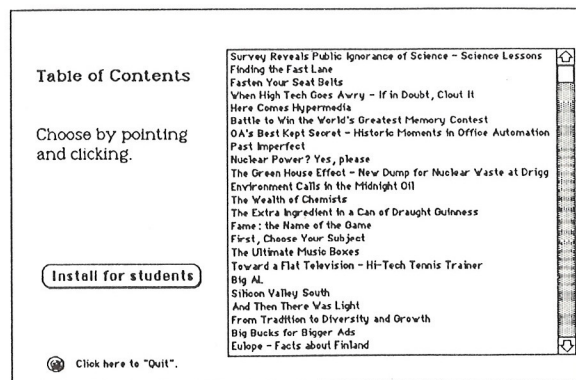 Table of Contents
Choose by pointing
and clicking.
Install for students
Click here to "Quit".
Survey Reveals Public Ignorance of Science - Science Lessons
Finding the Fast Lane
Fasten Your Seat Belts
When High Tech Goes Awry - If in Doubt, Clout It
Here Comes Hypermedia
Battle to Win the World's Greatest Memory Contest
OA's Best Kept Secret - Historic Moments in Office Automation
Past Imperfect
Nuclear Power? Yes, please
The Green House Effect - New Dump for Nuclear Waste at Drigg
Environment Calls in the Midnight Oil
The Wealth of Chemists
The Extra Ingredient in a Can of Draught Guinness
Fame : the Name of the Game
First, Choose Your Subject
The Ultimate Music Boxes
Toward a Flat Television - Hi-Tech Tennis Trainer
Big AL
Silicon Valley South
And Then There Was Light
From Tradition to Diversity and Growth
Big Bucks for Bigger Ads
Eulope - Facts about Finland